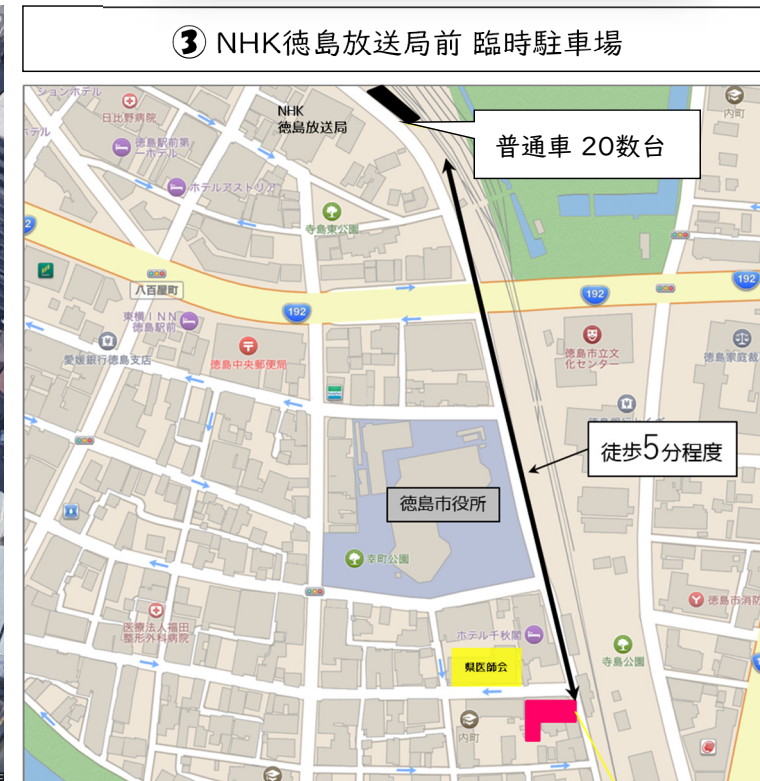 ③ NHK徳島放送局前 臨時駐車場
ションホテル
日比野病院
NHK
徳島放送局
内町
テル
徳島駅前第
一ホテル
普通車 20数台
ホテルアストリア
寺島東公園
2
192
八百屋町
192
192
東横INN
徳島駅前
愛媛銀行徳島支店
徳島中央郵便局
徳島市立文
化センター
徳島家庭裁
徒歩5分程度
徳島市役所
幸町公園
医療法人福田
整形外科病院
ホテル千秋閣
徳島市消防
県医師会
寺島公園
内町